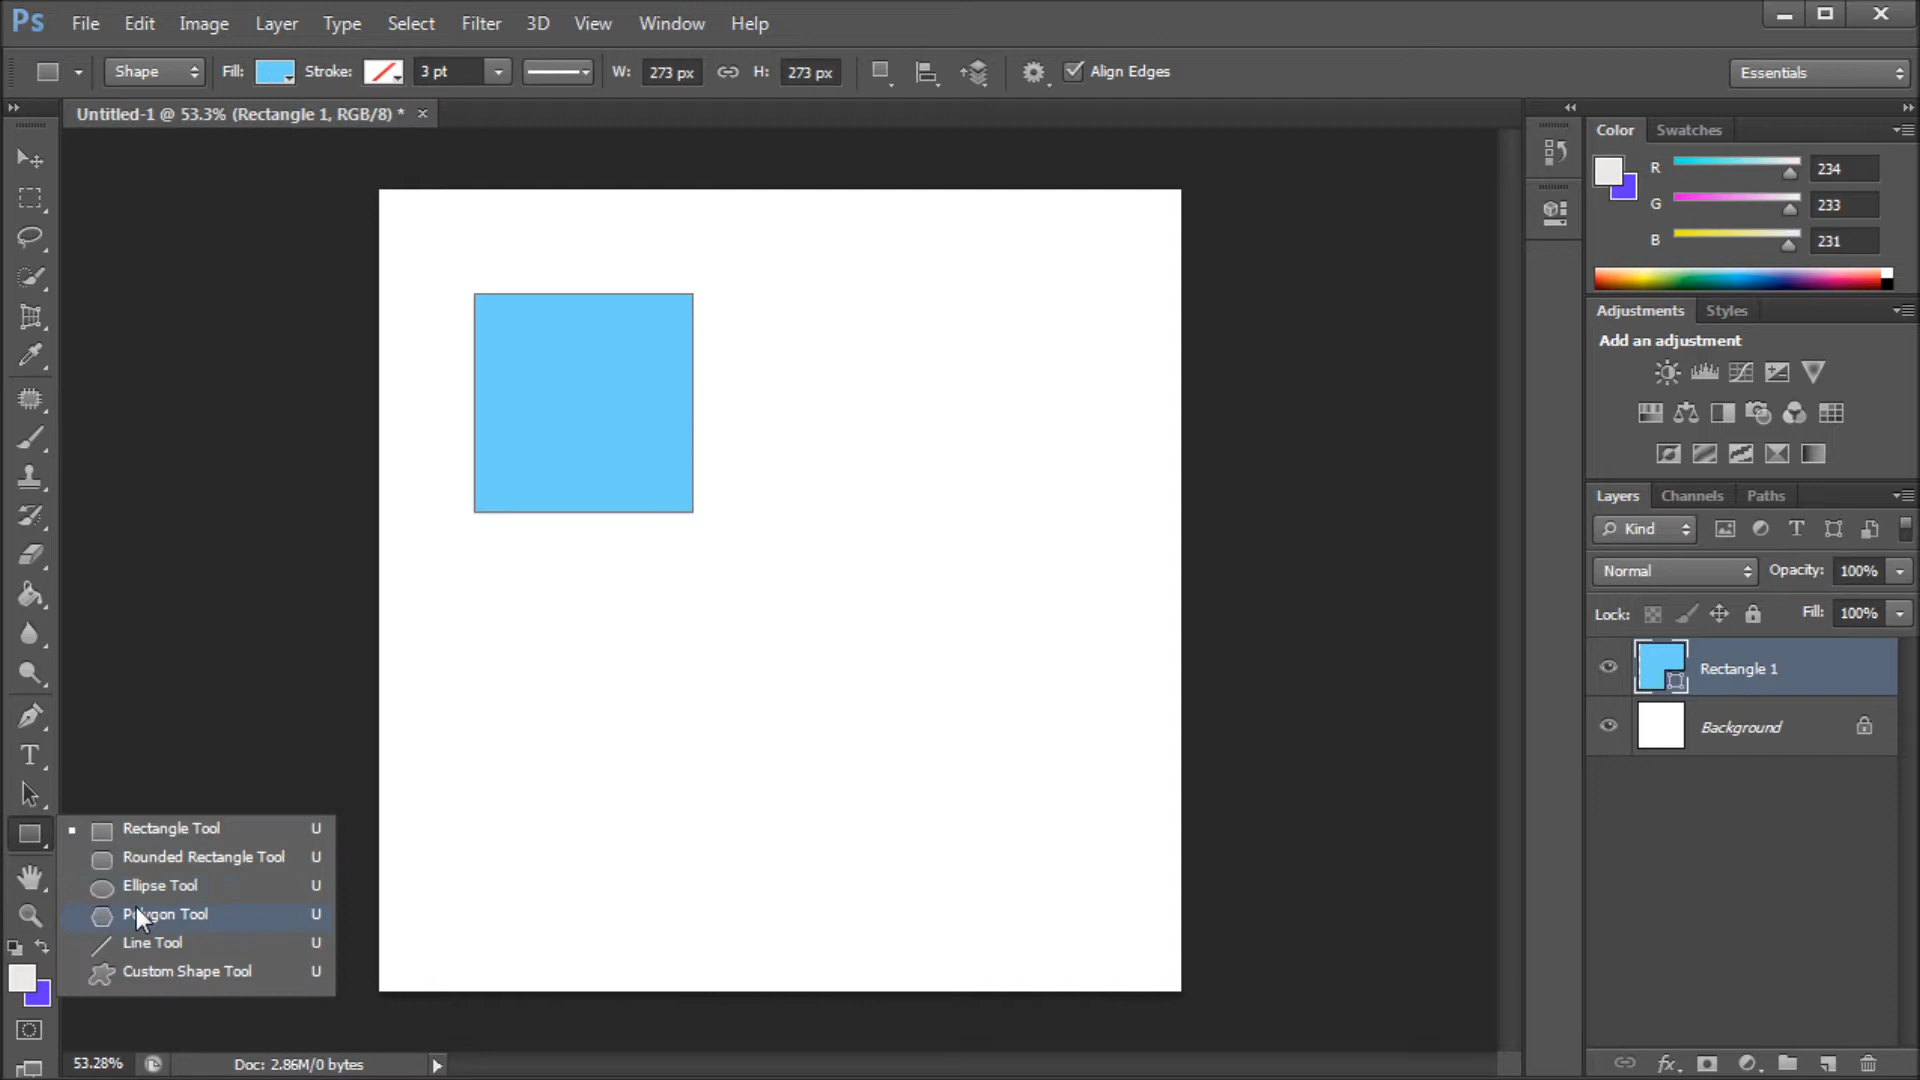 Ps File Edit Image Layer Type Select Filter 3D View Window Help
Shape Fill: Stroke: 3 pt W: 273 px H: 273 px Align Edges Essentials
Untitled-1 @ 53.3% (Rectangle 1, RGB/8) * ×
Color Swatches
R 234
G 233
B 231
Adjustments Styles
Add an adjustment
Layers Channels Paths
Kind
Normal Opacity: 100%
Lock: Fill: 100%
Rectangle 1
Background
T
Rectangle Tool U
Rounded Rectangle Tool U
Ellipse Tool U
Polygon Tool U
Line Tool U
Custom Shape Tool U
53.28% Doc: 2.86M/0 bytes
fx